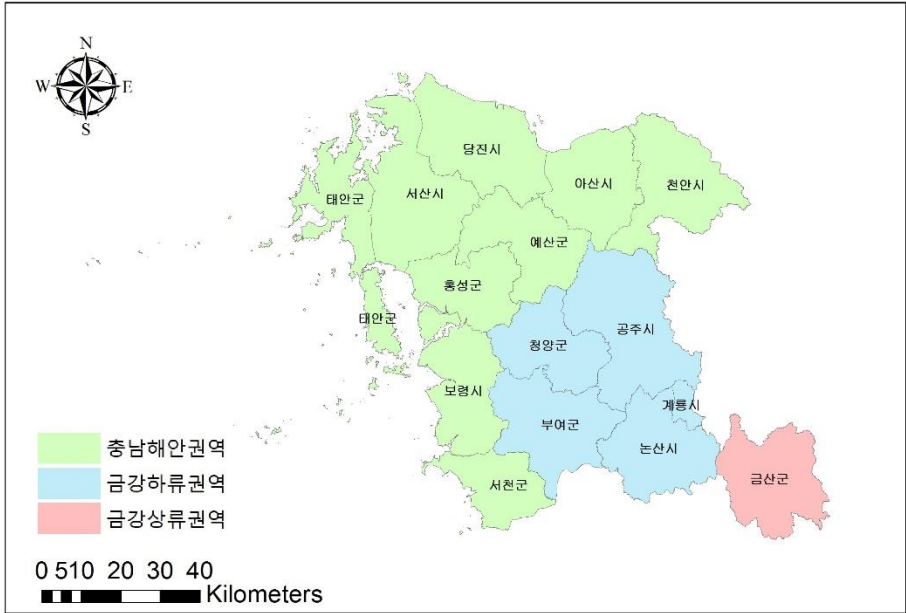 N
W E
S
당진시
아산시
천안시
태안군
서산시
예산군
홍성군
태안군
공주시
청양군
보령시
계룡시
부여군
논산시
금산군
서천군
충남해안권역
금강하류권역
금강상류권역
0 510 20 30 40
Kilometers